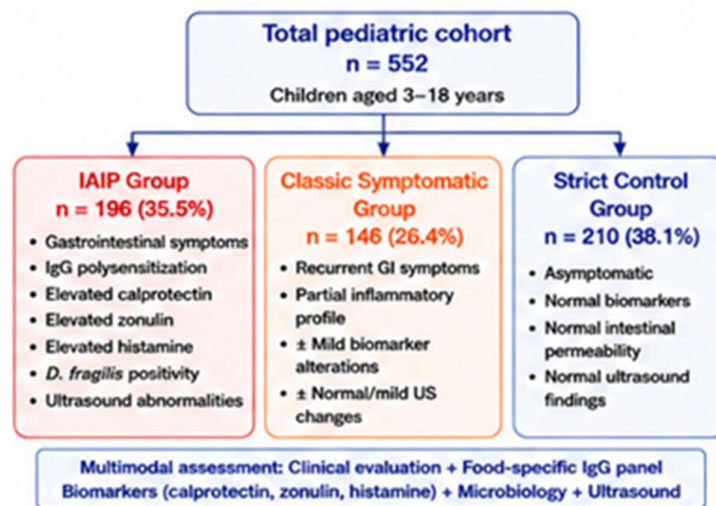 Total pediatric cohort
n = 552
Children aged 3–18 years
IAIP Group
n = 196 (35.5%)
• Gastrointestinal symptoms
• IgG polysensitization
• Elevated calprotectin
• Elevated zonulin
• Elevated histamine
• D. fragilis positivity
• Ultrasound abnormalities
Classic Symptomatic
Group
n = 146 (26.4%)
• Recurrent GI symptoms
• Partial inflammatory
profile
• ± Mild biomarker
alterations
• ± Normal/mild US
changes
Strict Control
Group
n = 210 (38.1%)
• Asymptomatic
• Normal biomarkers
• Normal intestinal
permeability
• Normal ultrasound
findings
Multimodal assessment: Clinical evaluation + Food-specific IgG panel
Biomarkers (calprotectin, zonulin, histamine) + Microbiology + Ultrasound